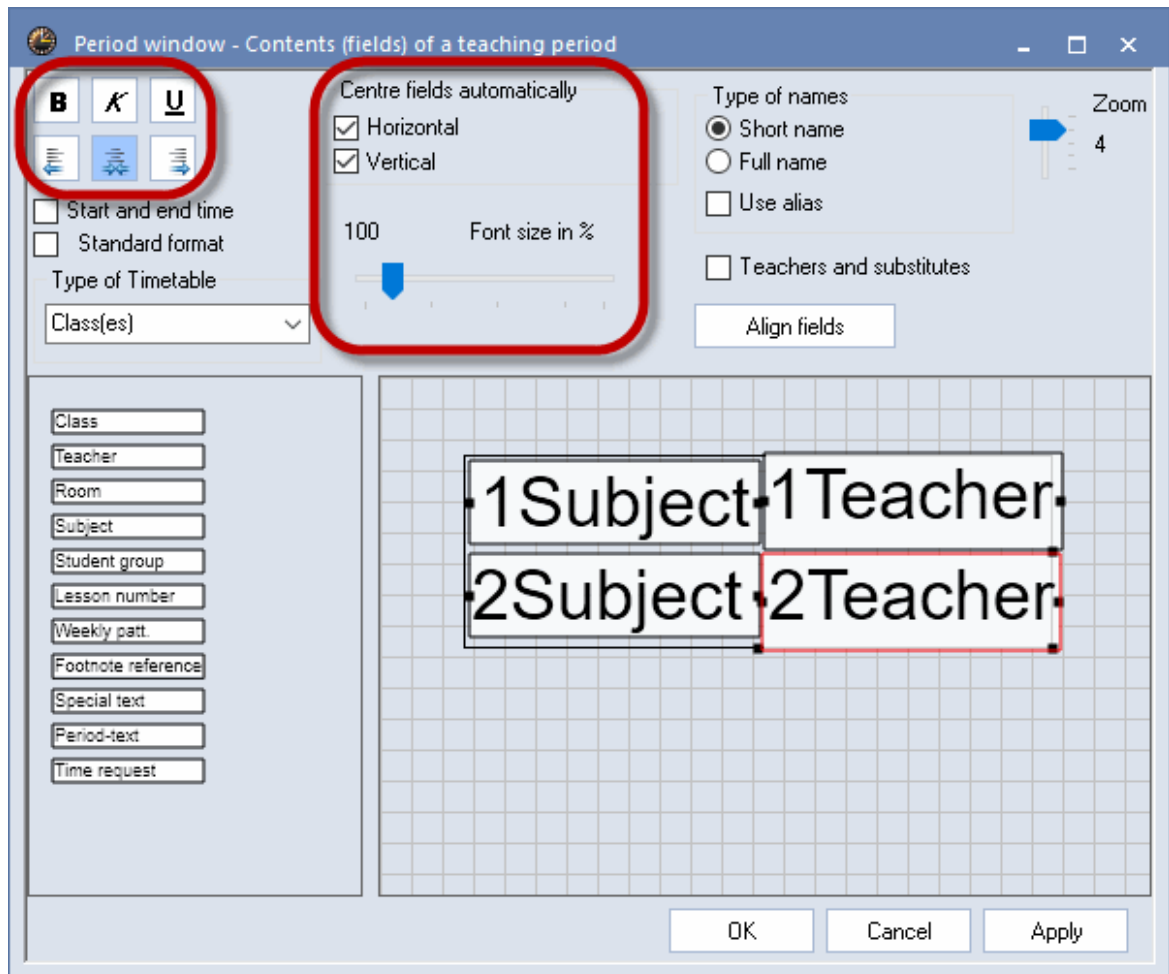 Period window - Contents (fields) of a teaching period
B K U
Start and end time
Standard format
Type of Timetable
Class(es)
Centre fields automatically
Horizontal
Vertical
100 Font size in %
Type of names
Short name
Full name
Use alias
Teachers and substitutes
Align fields
Zoom
4
Class
Teacher
Room
Subject
Student group
Lesson number
Weekly patt.
Footnote reference
Special text
Period-text
Time request
1Subject 1Teacher
2Subject 2Teacher
OK Cancel Apply